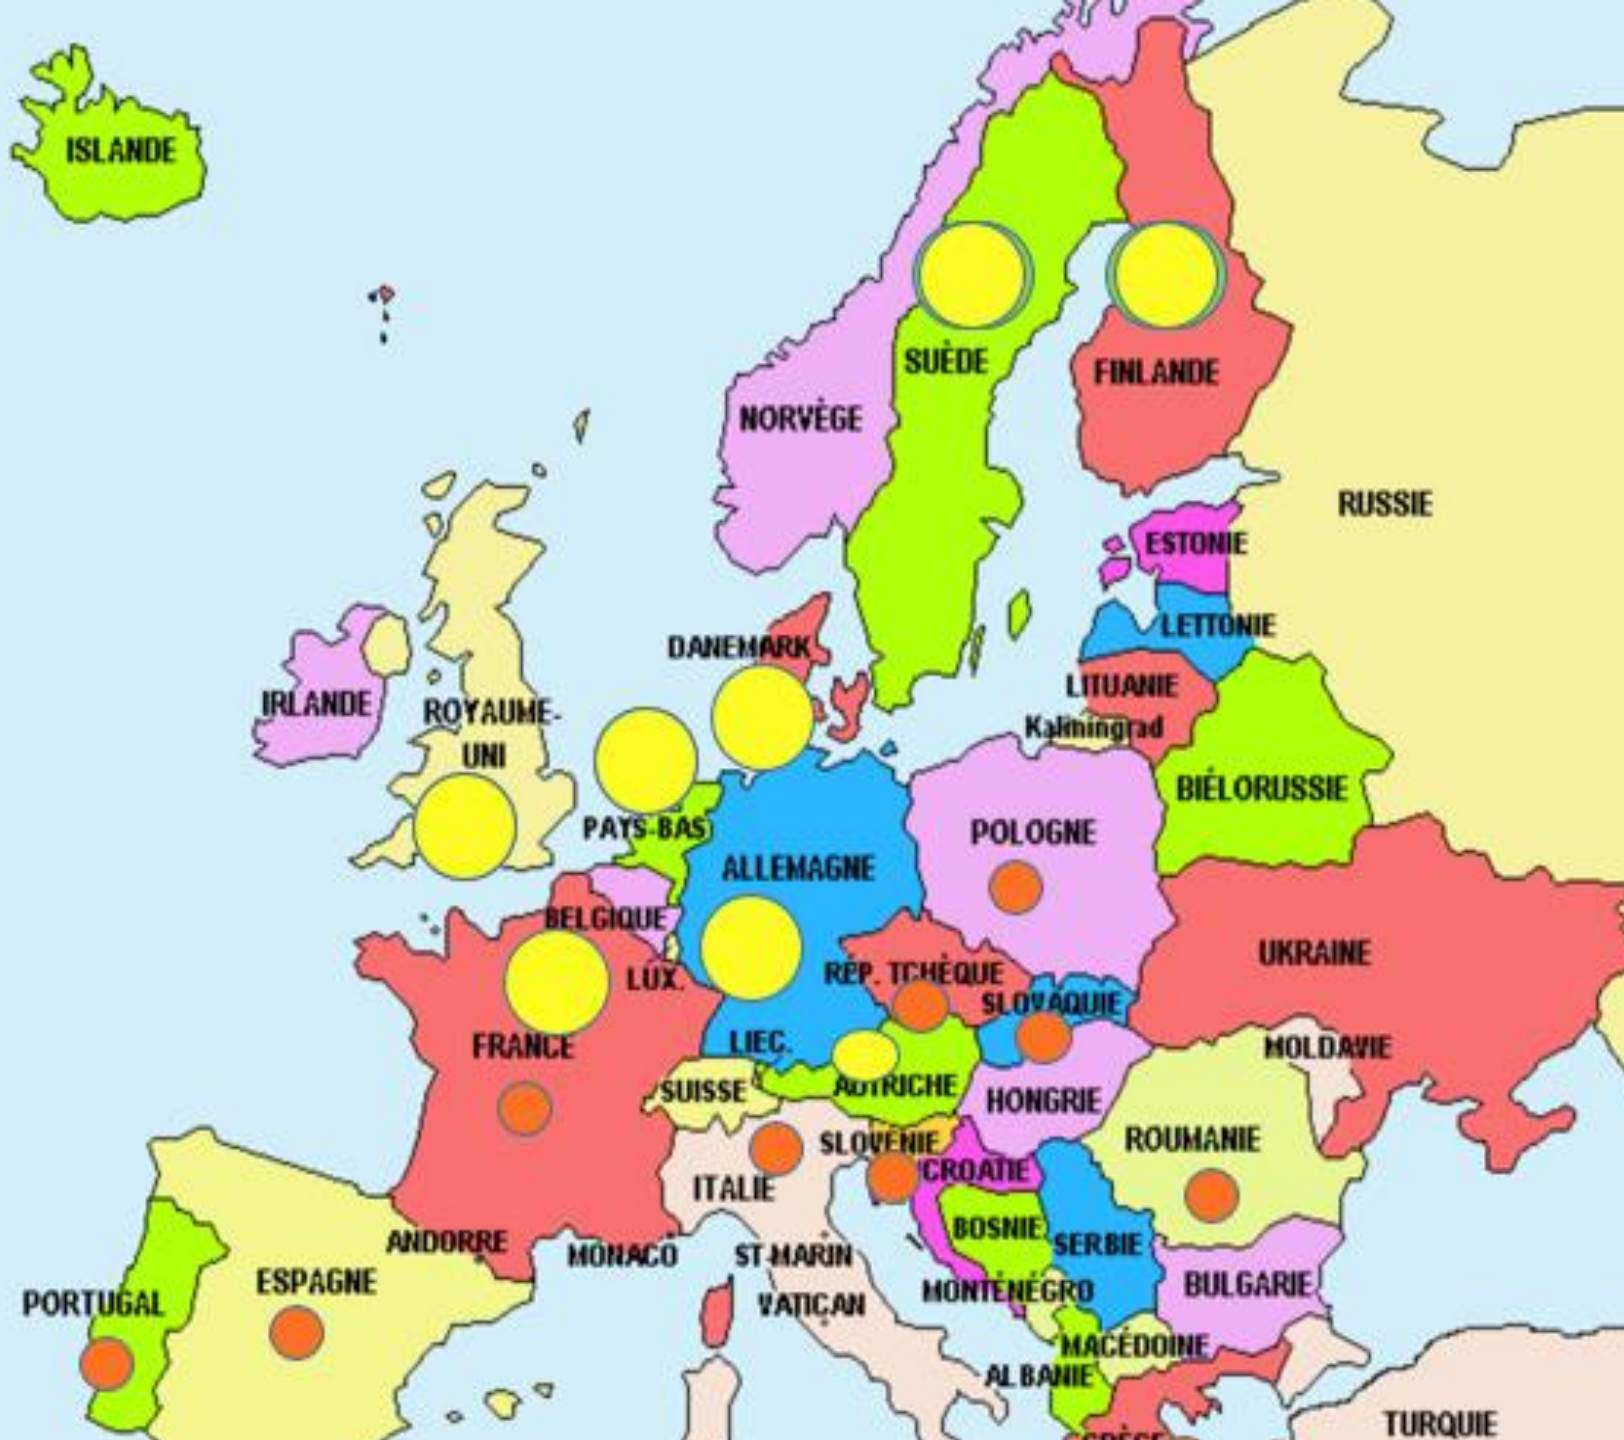 ISLANDE
SUÈDE
FINLANDE
NORVÈGE
RUSSIE
ESTONIE
LETTONIE
DANEMARK
LITUANIE
IRLANDE
ROYAUME-
UNI
Kaliningrad
BIÉLORUSSIE
PAYS-BAS
POLOGNE
ALLEMAGNE
BELGIQUE
UKRAINE
LUX.
RÉP. TCHÈQUE
SLOVAQUIE
FRANCE
LIEC.
MOLDAVIE
SUISSE
AUTRICHE
HONGRIE
SLOVÉNIE
ROUMANIE
CROATIE
ITALIE
BOSNIE
ANDORRE
MONACO
ST-MARIN
SERBIE
ESPAGNE
BULGARIE
PORTUGAL
VATICAN
MONTÉNÉGRO
MACÉDOINE
ALBANIE
TURQUIE
GRÈCE